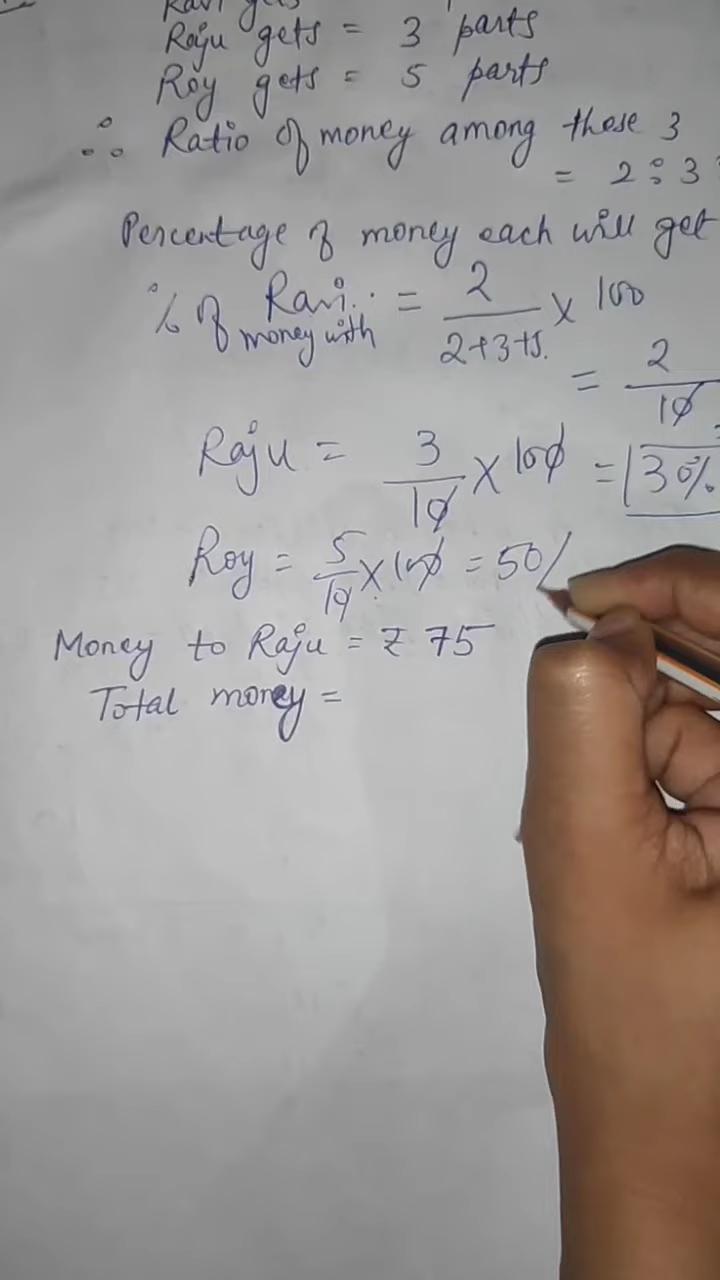 Ravi gets
Raju gets = 3 parts
Roy gets = 5 parts
∴ Ratio of money among these 3
= 2:3
Percentage of money each will get
% of Ravi = 2/(2+3+5) × 100
money with
= 2/10
Raju = 3/10 × 100 = 30%
Roy = 5/10 × 100 = 50/
Money to Raju = ₹ 75
Total money =